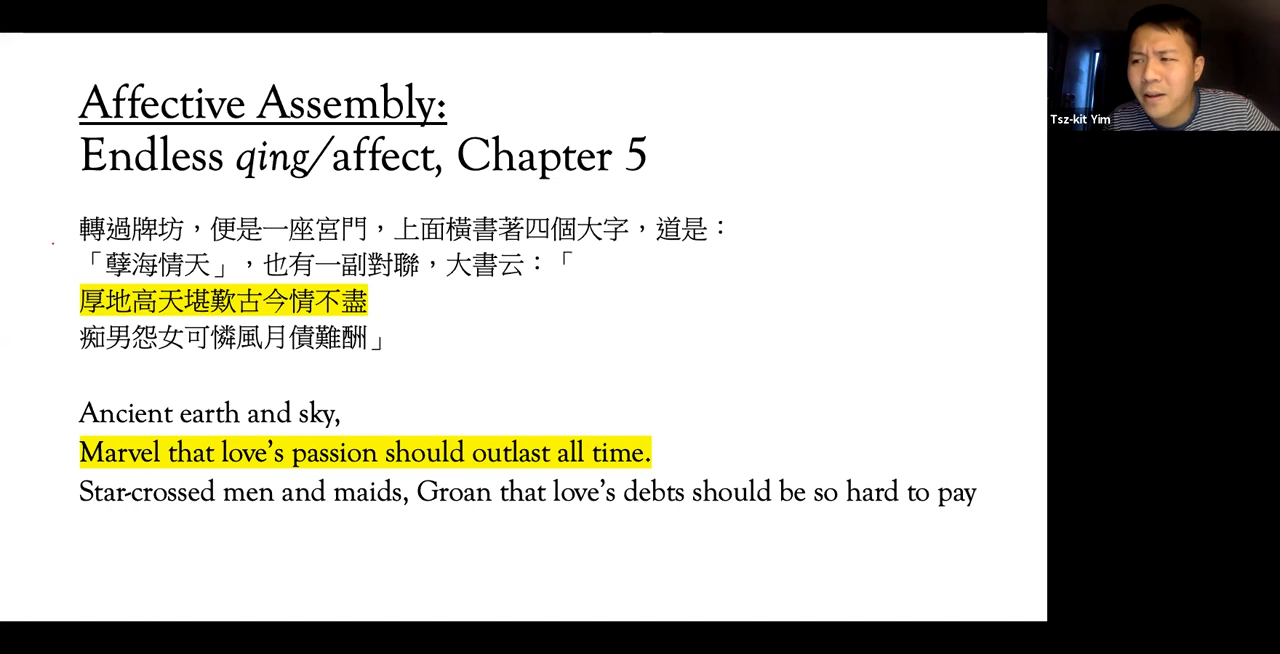 Affective Assembly:
Endless qing/affect, Chapter 5
轉過牌坊，便是一座宮門，上面橫書著四個大字，道是：
「孽海情天」，也有一副對聯，大書云：「
厚地高天堪歎古今情不盡
痴男怨女可憐風月債難酬」
Ancient earth and sky,
Marvel that love’s passion should outlast all time.
Star-crossed men and maids, Groan that love’s debts should be so hard to pay
Tsz-kit Yim